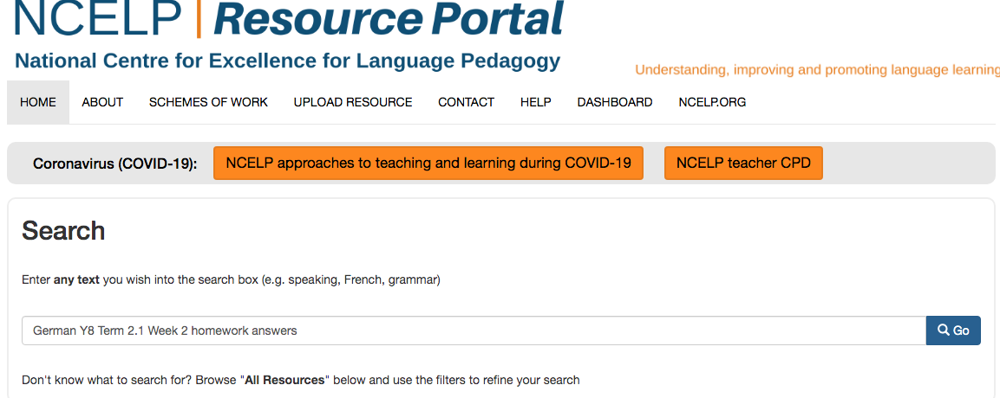 NCELP | Resource Portal
National Centre for Excellence for Language Pedagogy
Understanding, improving and promoting language learning
HOME ABOUT SCHEMES OF WORK UPLOAD RESOURCE CONTACT HELP DASHBOARD NCELP.ORG
Coronavirus (COVID-19): NCELP approaches to teaching and learning during COVID-19 NCELP teacher CPD
Search
Enter any text you wish into the search box (e.g. speaking, French, grammar)
German Y8 Term 2.1 Week 2 homework answers Go
Don't know what to search for? Browse "All Resources" below and use the filters to refine your search